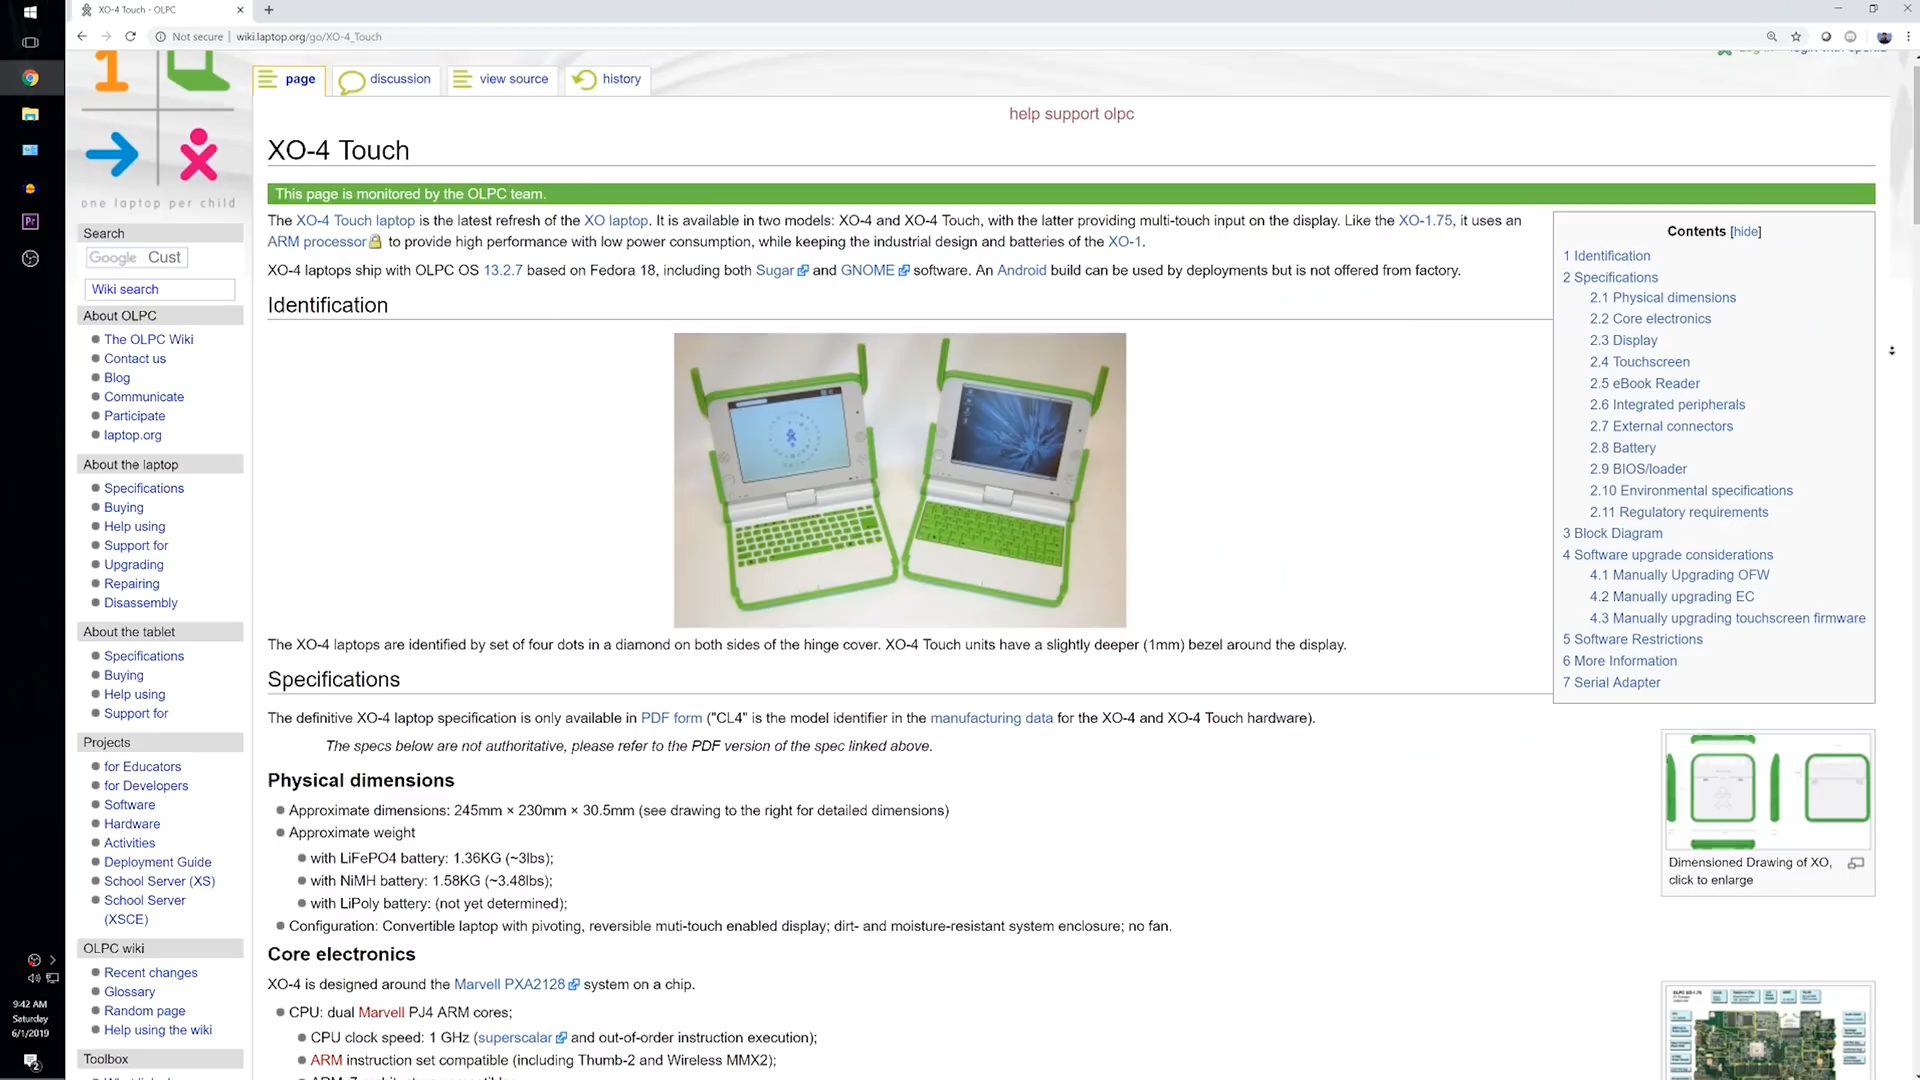 XO-4 Touch - OLPC
Not secure | wiki.laptop.org/go/XO-4_Touch
one laptop per child
Search
Google Cust
Wiki search
About OLPC
The OLPC Wiki
Contact us
Blog
Communicate
Participate
laptop.org
About the laptop
Specifications
Buying
Help using
Support for
Upgrading
Repairing
Disassembly
About the tablet
Specifications
Buying
Help using
Support for
Projects
for Educators
for Developers
Software
Hardware
Activities
Deployment Guide
School Server (XS)
School Server
(XSCE)
OLPC wiki
Recent changes
Glossary
Random page
Help using the wiki
Toolbox
page
discussion
view source
history
help support olpc
XO-4 Touch
This page is monitored by the OLPC team.
The XO-4 Touch laptop is the latest refresh of the XO laptop. It is available in two models: XO-4 and XO-4 Touch, with the latter providing multi-touch input on the display. Like the XO-1.75, it uses an
ARM processor to provide high performance with low power consumption, while keeping the industrial design and batteries of the XO-1.
XO-4 laptops ship with OLPC OS 13.2.7 based on Fedora 18, including both Sugar and GNOME software. An Android build can be used by deployments but is not offered from factory.
Identification
The XO-4 laptops are identified by set of four dots in a diamond on both sides of the hinge cover. XO-4 Touch units have a slightly deeper (1mm) bezel around the display.
Specifications
The definitive XO-4 laptop specification is only available in PDF form ("CL4" is the model identifier in the manufacturing data for the XO-4 and XO-4 Touch hardware).
The specs below are not authoritative, please refer to the PDF version of the spec linked above.
Physical dimensions
Approximate dimensions: 245mm × 230mm × 30.5mm (see drawing to the right for detailed dimensions)
Approximate weight
with LiFePO4 battery: 1.36KG (~3lbs);
with NiMH battery: 1.58KG (~3.48lbs);
with LiPoly battery: (not yet determined);
Configuration: Convertible laptop with pivoting, reversible muti-touch enabled display; dirt- and moisture-resistant system enclosure; no fan.
Core electronics
XO-4 is designed around the Marvell PXA2128 system on a chip.
CPU: dual Marvell PJ4 ARM cores;
CPU clock speed: 1 GHz (superscalar and out-of-order instruction execution);
ARM instruction set compatible (including Thumb-2 and Wireless MMX2);
Contents [hide]
1 Identification
2 Specifications
2.1 Physical dimensions
2.2 Core electronics
2.3 Display
2.4 Touchscreen
2.5 eBook Reader
2.6 Integrated peripherals
2.7 External connectors
2.8 Battery
2.9 BIOS/loader
2.10 Environmental specifications
2.11 Regulatory requirements
3 Block Diagram
4 Software upgrade considerations
4.1 Manually Upgrading OFW
4.2 Manually upgrading EC
4.3 Manually upgrading touchscreen firmware
5 Software Restrictions
6 More Information
7 Serial Adapter
Dimensioned Drawing of XO,
click to enlarge
Pr
9:42 AM
Saturday
6/1/2019